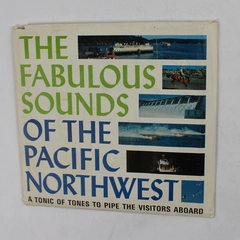 THE
FABULOUS
SOUNDS
OF THE
PACIFIC
NORTHWEST
A TONIC OF TONES TO PIPE THE VISITORS ABOARD